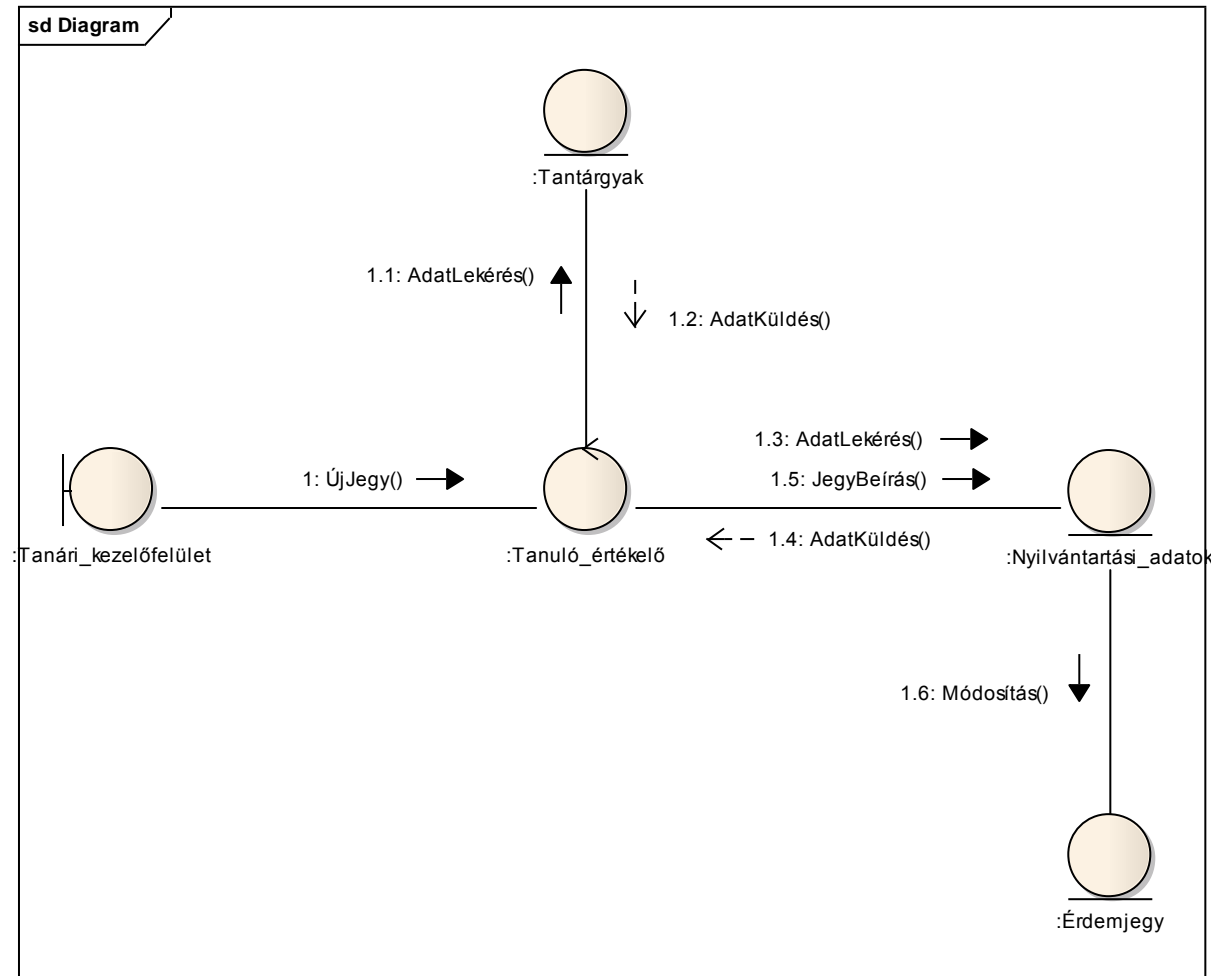 sd Diagram
:Tantárgyak
1.1: AdatLekérés()
1.2: AdatKüldés()
1.3: AdatLekérés()
1: ÚjJegy()
1.5: JegyBeírás()
1.4: AdatKüldés()
:Tanári_kezelőfelület
:Tanuló_értékelő
:Nyilvántartási_adatok
1.6: Módosítás()
:Érdemjegy